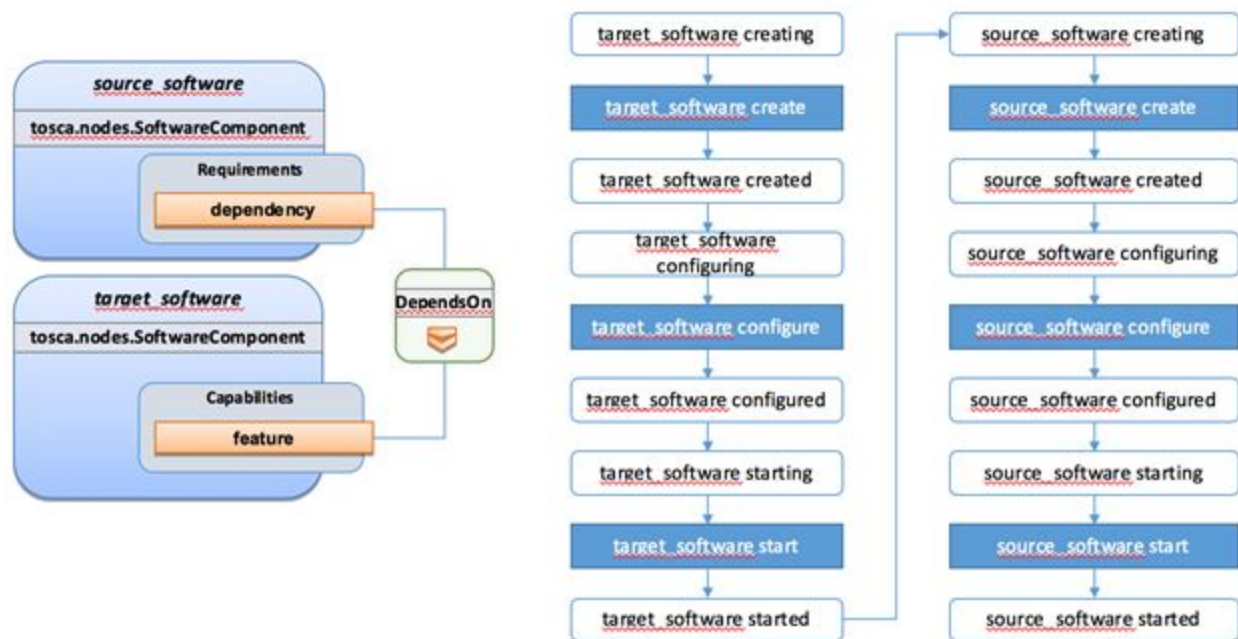 source_software
tosca.nodes.SoftwareComponent
Requirements
dependency
target_software
tosca.nodes.SoftwareComponent
Capabilities
feature
DependsOn
target_software creating
target_software create
target_software created
target_software
configuring
target_software configure
target_software configured
target_software starting
target_software start
target_software started
source_software creating
source_software create
source_software created
source_software configuring
source_software configure
source_software configured
source_software starting
source_software start
source_software started